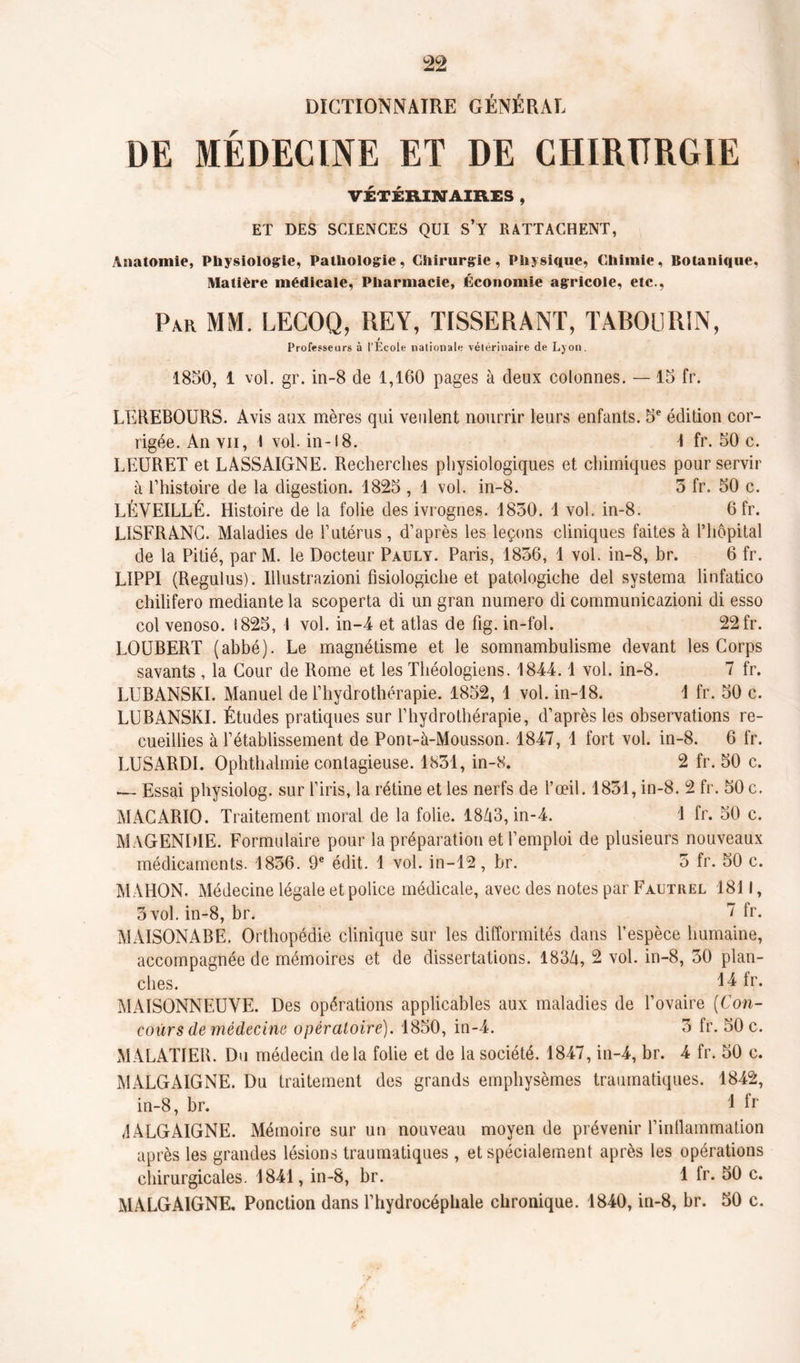 22
DICTIONNAIRE GÉNÉRAL
DE MÉDECINE ET DE CHIRURGIE
VÉTÉRINAIRES,
ET DES SCIENCES QUI S'Y RATTACHENT,
Anatomie, Physiologie, Pathologie, Chirurgie, Physique, Chimie, Botanique,
Matière médicale, Pharmacie, Économie agricole, etc.,
PAR MM. LECOQ, REY, TISSERANT, TABOURIN,
Professeurs à l'École nationale vétérinaire de Lyon.
1850, 1 vol. gr. in-8 de 1,160 pages à deux colonnes. — 15 fr.
LEREBOURS. Avis aux mères qui veulent nourrir leurs enfants. 5e édition cor-
rigée. An VII, 1 vol. in-18. 1 fr. 50 c.
LEURET et LASSAIGNE. Recherches physiologiques et chimiques pour servir
à l'histoire de la digestion. 1825, 1 vol. in-8. 3 fr. 50 c.
LÉVEILLÉ. Histoire de la folie des ivrognes. 1830. 1 vol. in-8. 6 fr.
LISFRANC. Maladies de l'utérus, d'après les leçons cliniques faites à l'hôpital
de la Pitié, par M. le Docteur PAULY. Paris, 1836, 1 vol. in-8, br. 6 fr.
LIPPI (Regulus). Illustrazioni fisiologiche et patologiche del systema linfatico
chilifero mediante la scoperta di un gran numero di communicazioni di esso
col venoso. 1825, 1 vol. in-4 et atlas de fig. in-fol. 22 fr.
LOUBERT (abbé). Le magnétisme et le somnambulisme devant les Corps
savants, la Cour de Rome et les Théologiens. 1844. 1 vol. in-8. 7 fr.
LUBANSKI. Manuel de l'hydrothérapie. 1852, 1 vol. in-18. 1 fr. 50 c.
LUBANSKI. Études pratiques sur l'hydrothérapie, d'après les observations re-
cueillies à l'établissement de Pont-à-Mousson. 1847, 1 fort vol. in-8. 6 fr.
LUSARDI. Ophthalmie contagieuse. 1831, in-8. 2 fr. 50 c.
— Essai physiolog. sur l'iris, la rétine et les nerfs de l'œil. 1831, in-8. 2 fr. 50 c.
MACARIO. Traitement moral de la folie. 1843, in-4. 1 fr. 50 c.
MAGENDIE. Formulaire pour la préparation et l'emploi de plusieurs nouveaux
médicaments. 1836. 9e édit. 1 vol. in-12, br. 3 fr. 50 c.
MAHON. Médecine légale et police médicale, avec des notes par FAUTREL 1811,
3 vol. in-8, br. 7 fr.
MAISONABE. Orthopédie clinique sur les difformités dans l'espèce humaine,
accompagnée de mémoires et de dissertations. 1834, 2 vol. in-8, 30 plan-
ches. 14 fr.
MAISONNEUVE. Des opérations applicables aux maladies de l'ovaire (Con-
cours de médecine opératoire). 1850, in-4. 3 fr. 50 c.
MALATIER. Du médecin de la folie et de la société. 1847, in-4, br. 4 fr. 50 c.
MALGAIGNE. Du traitement des grands emphysèmes traumatiques. 1842,
in-8, br. 1 fr
MALGAIGNE. Mémoire sur un nouveau moyen de prévenir l'inflammation
après les grandes lésions traumatiques, et spécialement après les opérations
chirurgicales. 1841, in-8, br. 1 fr. 50 c.
MALGAIGNE. Ponction dans l'hydrocéphale chronique. 1840, in-8, br. 50 c.